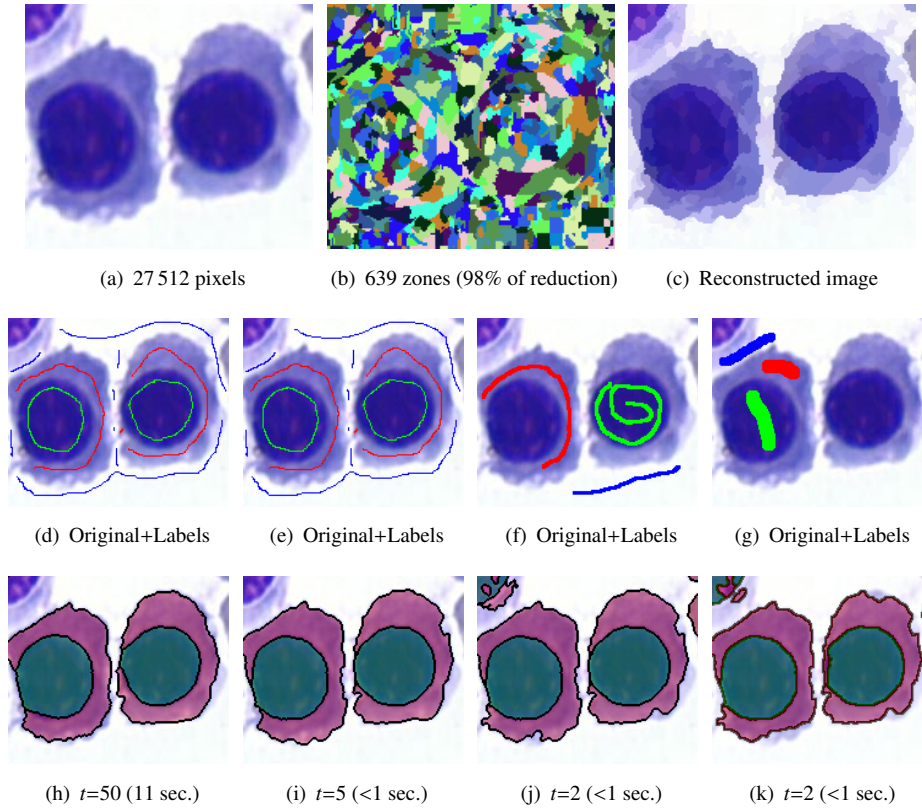 (a) 27 512 pixels
(b) 639 zones (98% of reduction)
(c) Reconstructed image
(d) Original+Labels
(e) Original+Labels
(f) Original+Labels
(g) Original+Labels
(h) t=50 (11 sec.)
(i) t=5 (<1 sec.)
(j) t=2 (<1 sec.)
(k) t=2 (<1 sec.)